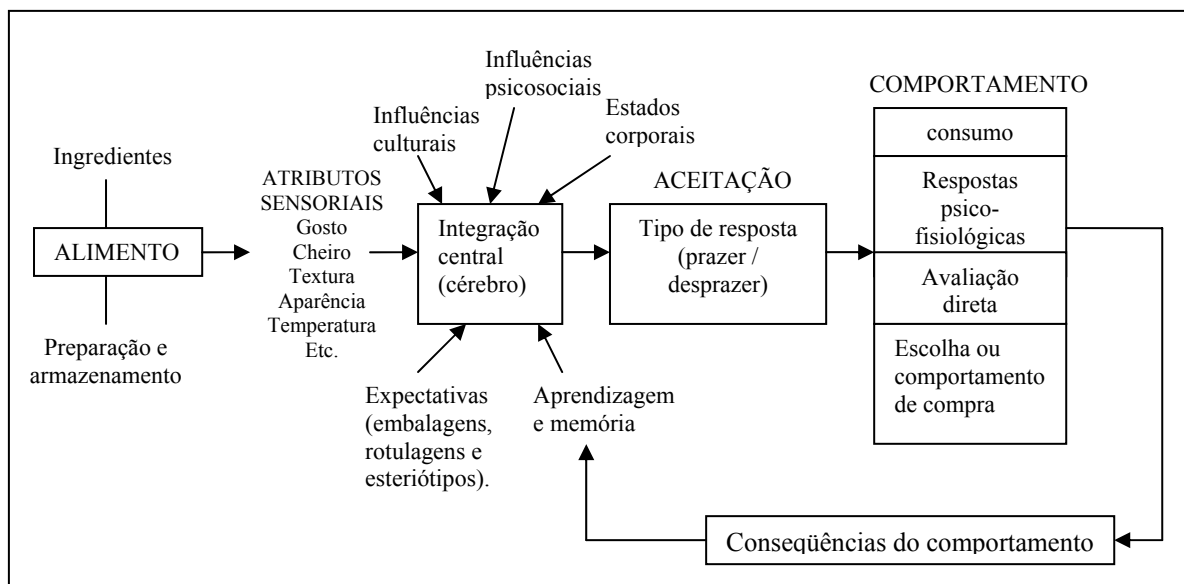 Ingredientes
ALIMENTO
Preparação e
armazenamento
ATRIBUTOS
SENSORIAIS
Gosto
Cheiro
Textura
Aparência
Temperatura
Etc.
Influências
culturais
Influências
psicosociais
Estados
corporais
Integração
central
(cérebro)
Expectativas
(embalagens,
rotulagens e
esteriótipos).
Aprendizagem
e memória
ACEITAÇÃO
Tipo de resposta
(prazer /
desprazer)
COMPORTAMENTO
consumo
Respostas
psico-
fisiológicas
Avaliação
direta
Escolha ou
comportamento
de compra
Conseqüências do comportamento